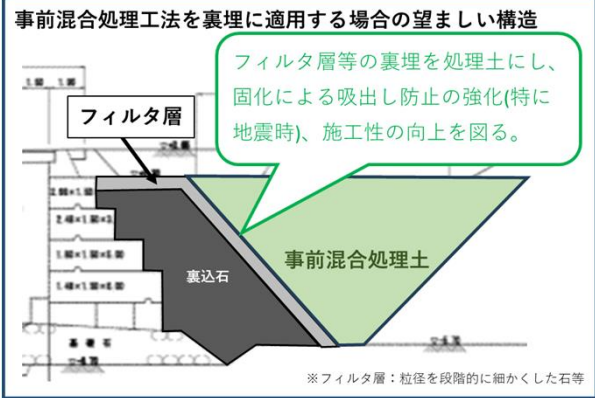 事前混合処理工法を裏埋に適用する場合の望ましい構造
フィルタ層等の裏埋を処理土にし、
固化による吸出し防止の強化(特に
地震時)、施工性の向上を図る。
フィルタ層
事前混合処理土
裏込石
基礎石
※フィルタ層：粒径を段階的に細かくした石等